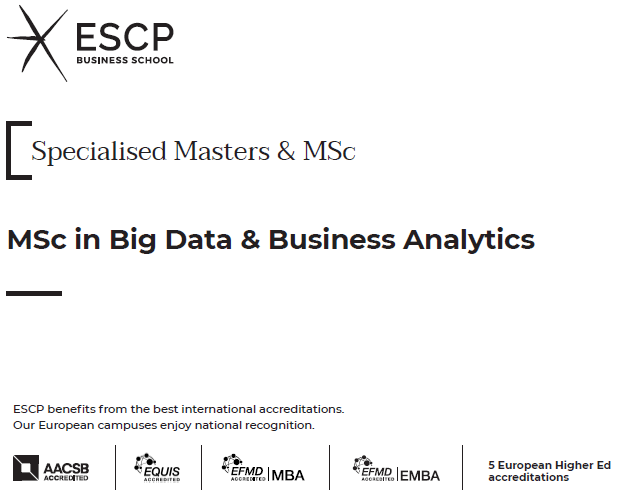 ESCP
BUSINESS SCHOOL
Specialised Masters & MSc
MSc in Big Data & Business Analytics
ESCP benefits from the best international accreditations.
Our European campuses enjoy national recognition.
AACSB
ACCREDITED
EQUIS
ACCREDITED
EFMD
ACCREDITED
MBA
EFMD
ACCREDITED
EMBA
5 European Higher Ed
accreditations